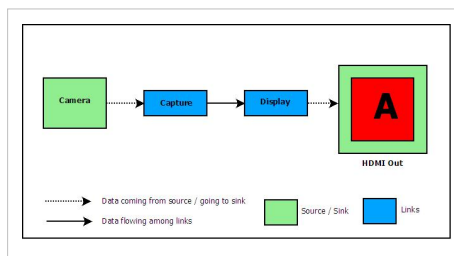 Camera
Capture
Display
A
HDMI Out
Data coming from source / going to sink
Data flowing among links
Source / Sink
Links